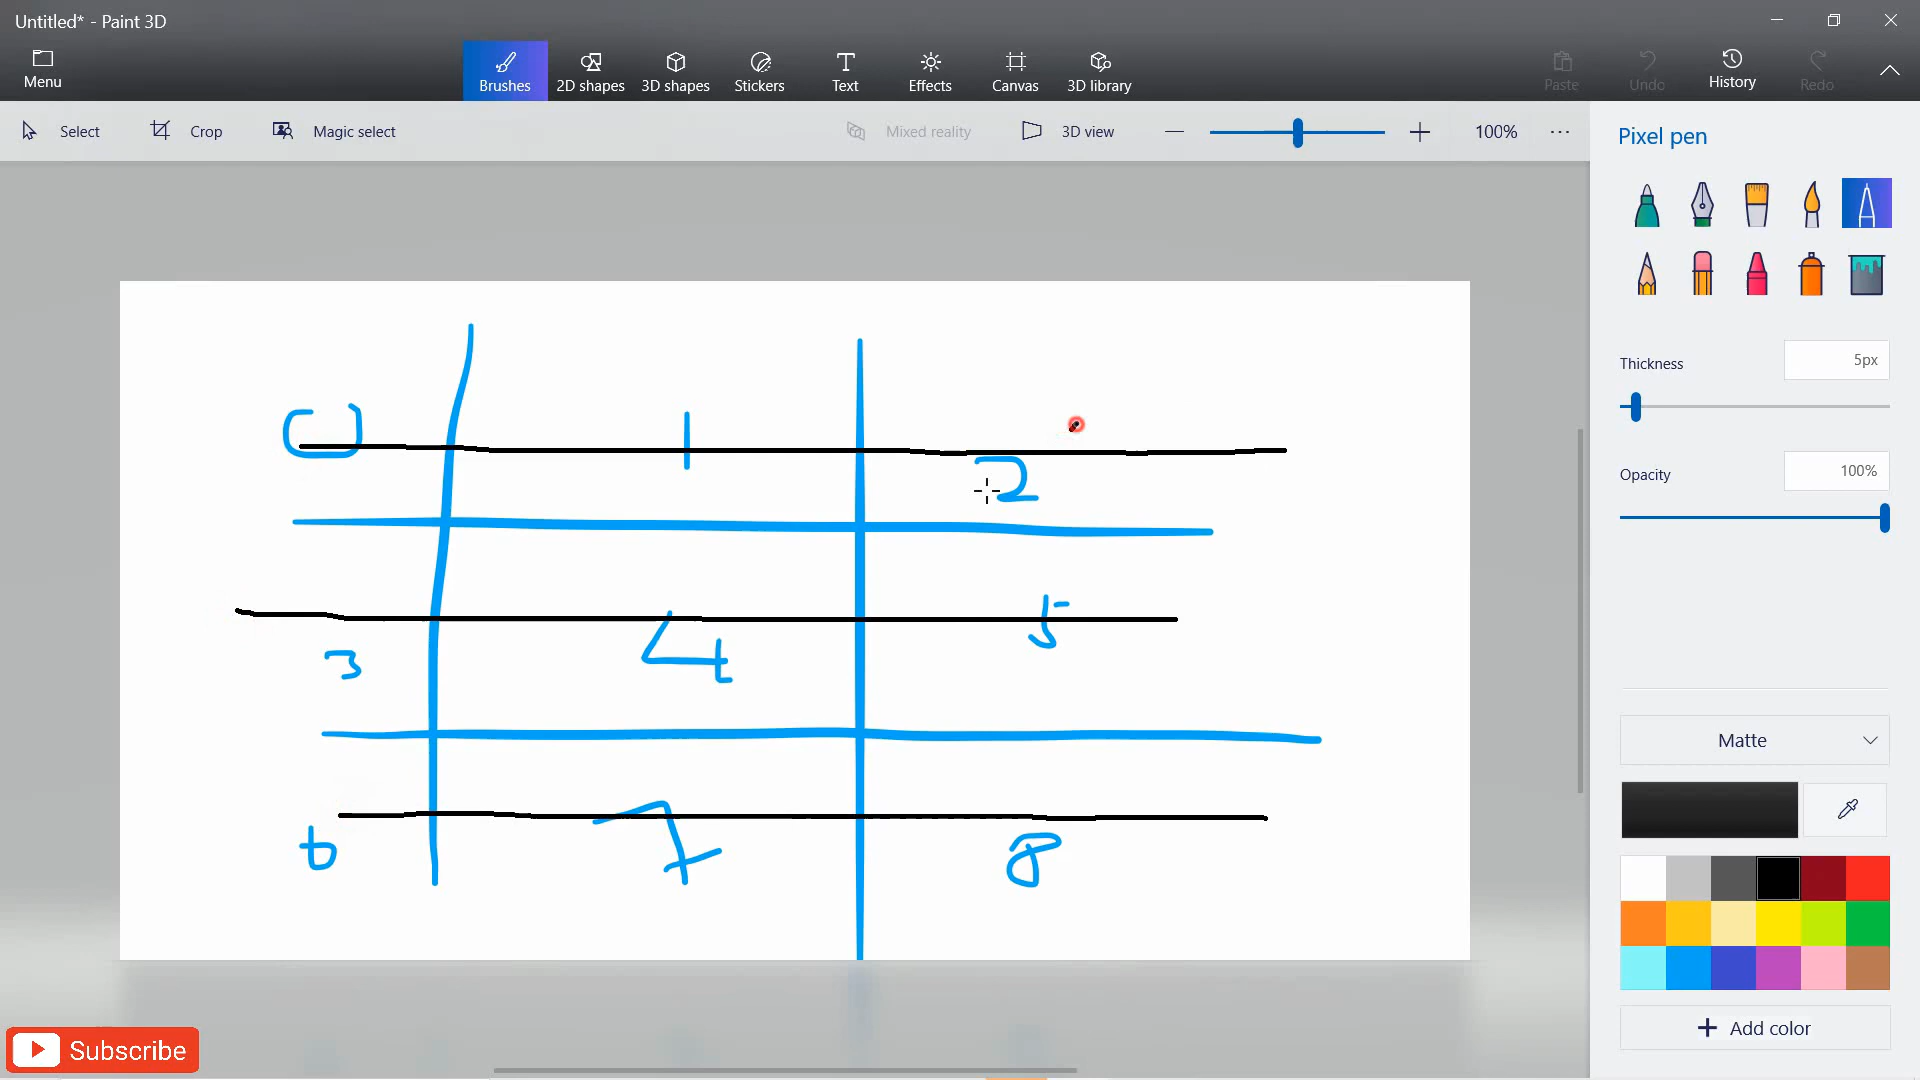 Untitled* - Paint 3D
Menu
Brushes
2D shapes
3D shapes
Stickers
Text
Effects
Canvas
3D library
Paste
Undo
History
Redo
Select
Crop
Magic select
Mixed reality
3D view
100%
Pixel pen
Thickness
5px
Opacity
100%
Matte
Add color
0 1 2
3 4 5
6 7 8
Subscribe